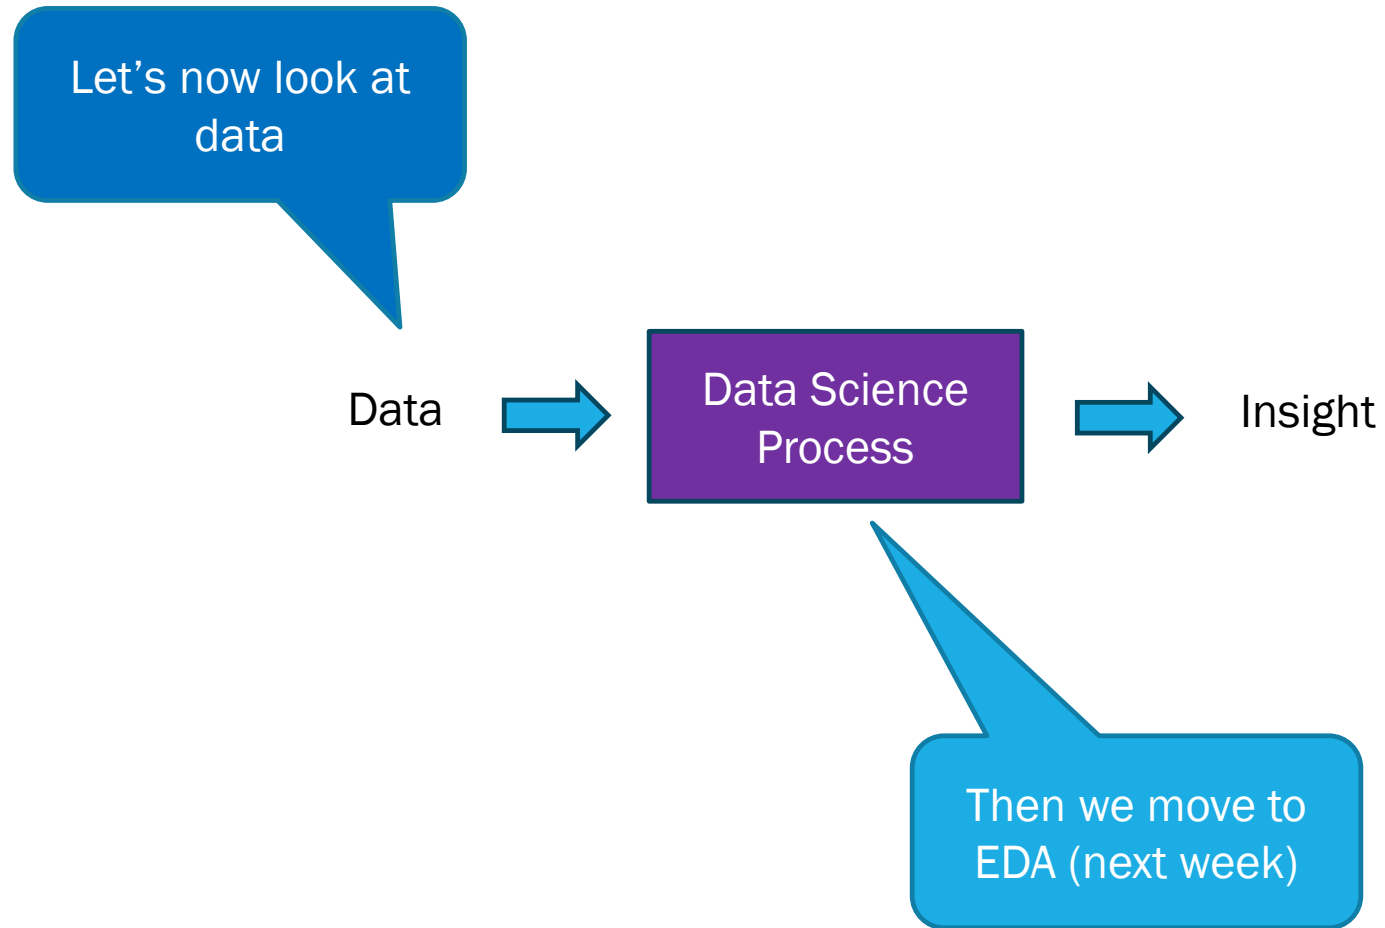 Let’s now look at
data
Data
Data Science
Process
Insight
Then we move to
EDA (next week)